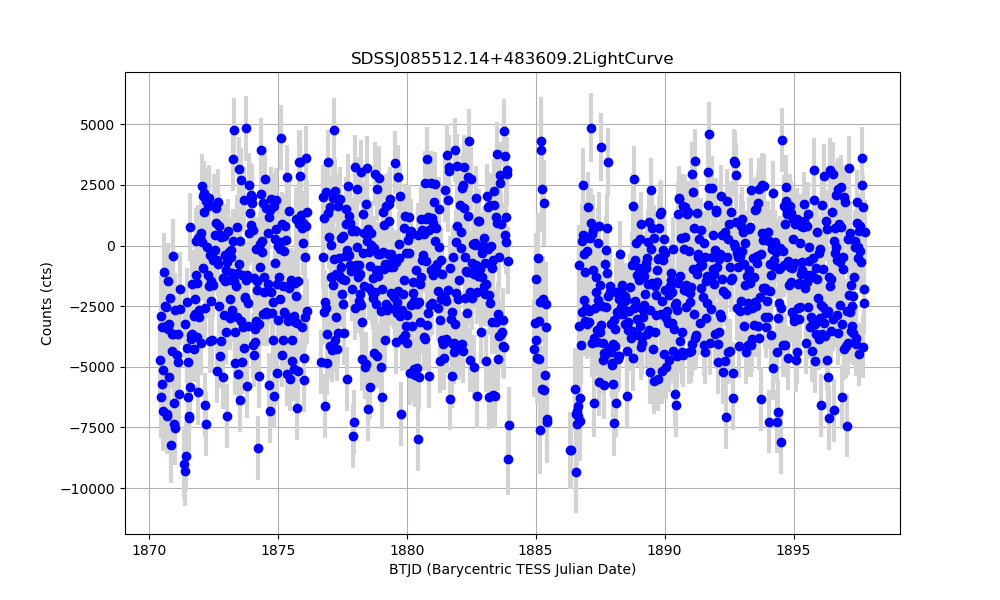 SDSSJ085512.14+483609.2LightCurve
5000
2500
0
−2500
−5000
−7500
−10000
Counts (cts)
1870 1875 1880 1885 1890 1895
BTJD (Barycentric TESS Julian Date)